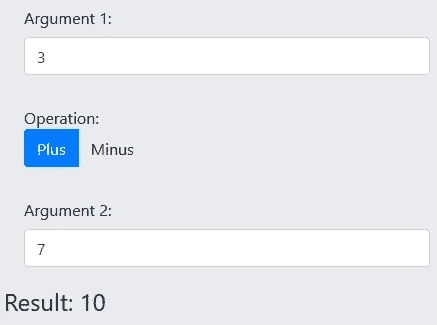 Argument 1:
3
Operation:
Plus Minus
Argument 2:
7
Result: 10